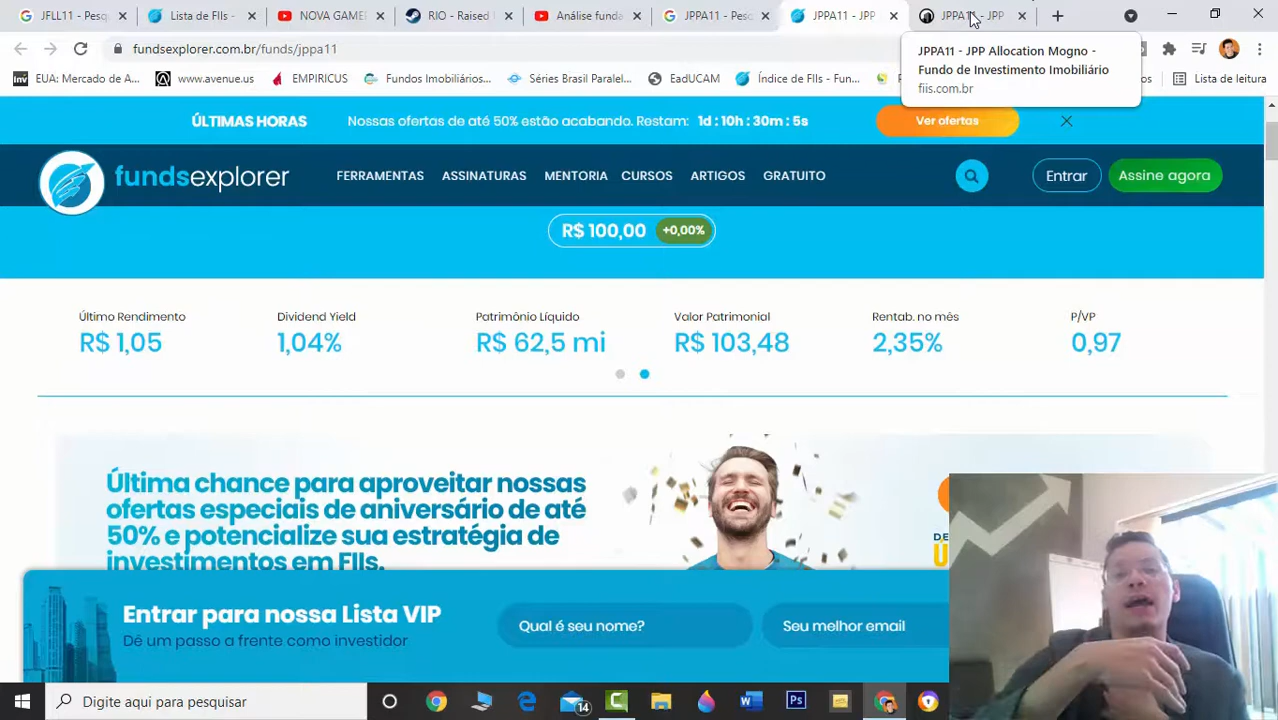 JFLL11 - Pesq
Lista de FIIs -
NOVA GAME
RIO - Raised
Análise funda
JPPA11 - Pesq
JPPA11 - JPP
JPPA11 - JPP
fundsexplorer.com.br/funds/jppa11
JPPA11 - JPP Allocation Mogno -
Fundo de Investimento Imobiliário
fiis.com.br
EUA: Mercado de A...
www.avenue.us
EMPIRICUS
Fundos Imobiliários...
Séries Brasil Paralel...
EadUCAM
Índice de FIIs - Fun...
Lista de leitura
ÚLTIMAS HORAS
Nossas ofertas de até 50% estão acabando. Restam: 1d : 10h : 30m : 5s
Ver ofertas
fundsexplorer
FERRAMENTAS
ASSINATURAS
MENTORIA
CURSOS
ARTIGOS
GRATUITO
Entrar
Assine agora
R$ 100,00 +0,00%
Último Rendimento
Dividend Yield
Patrimônio Líquido
Valor Patrimonial
Rentab. no mês
P/VP
R$ 1,05
1,04%
R$ 62,5 mi
R$ 103,48
2,35%
0,97
Última chance para aproveitar nossas
ofertas especiais de aniversário de até
50% e potencialize sua estratégia de
investimentos em FIIs.
Entrar para nossa Lista VIP
Dê um passo a frente como investidor
Qual é seu nome?
Seu melhor email
Digite aqui para pesquisar
14